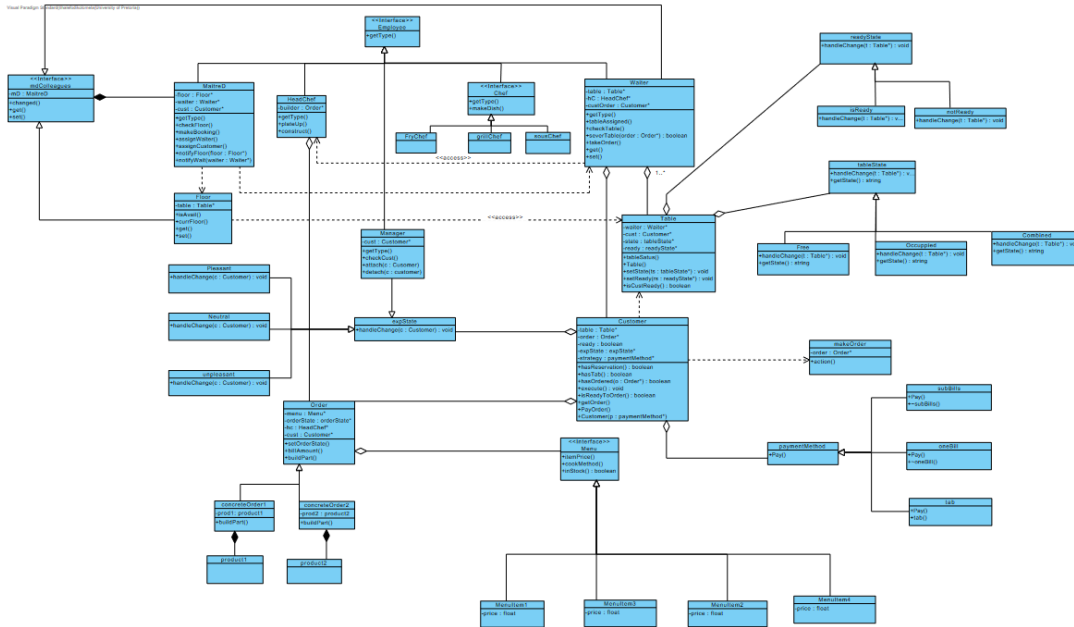 <<Interface>>
Employee
+getType()
<<Interface>>
mdColleagues
-mD : MaitreD
+changed()
+get()
+set()
MaitreD
-floor : Floor*
-waiter : Waiter*
-cust : Customer*
+getType()
+checkFloor()
+makeBooking()
+assignWaiter()
+assignCustomer()
+notifyFloor(floor : Floor)
+notifyWait(waiter : Waiter*)
HeadChef
-builder : Order*
+getType()
+plateUp()
+construct()
<<Interface>>
Chef
+getType()
+makeDish()
FryChef
grillChef
sousChef
Waiter
-table : Table*
-hC : HeadChef*
-custOrder : Customer*
+getType()
+tableAssigned()
+checkTable()
+severTable(order : Order*) : boolean
+takeOrder()
+get()
+set()
<<access>>
1..*
readyState
+handleChange(t : Table*) : void
isReady
+handleChange(t : Table*) : v...
notReady
+handleChange(t : Table*) : void
tableState
+handleChange(t : Table*) : v...
+getState() : string
Free
+handleChange(t : Table*) : void
+getState() : string
Occuppied
+handleChange(t : Table*) : void
+getState() : string
Combined
+handleChange(t : Table*) : void
+getState() : string
Floor
-table : Table*
+isAvail()
+currFloor()
+get()
+set()
<<access>>
Table
-waiter : Waiter*
-cust : Customer*
-state : tableState*
-ready : readyState*
+tableSatus()
+Table()
+setState(ts : tableState*) : void
+setReady(rs : readyState*) : void
+isCustReady() : boolean
Manager
-cust : Customer*
+getType()
+checkCust()
+attach(c : Cusomer)
+detach(c : customer)
Pleasant
+handleChange(c : Customer) : void
Neutral
+handleChange(c : Customer) : void
unpleasant
+handleChange(c : Customer) : void
expState
+handleChange(c : Customer) : void
Customer
-table : Table*
-order : Order*
-ready : boolean
-expState : expState*
-strategy : paymentMethod*
+hasReservation() : boolean
+hasTab() : boolean
+hasOrdered(o : Order*) : boolean
+execute() : void
+isReadyToOrder() : boolean
+getOrder()
+PayOrder()
+Customer(p : paymentMethod*)
makeOrder
-order : Order*
+action()
Order
-menu : Menu*
-orderState : orderState*
-hc : HeadChef*
-cust : Customer*
+setOrderState()
+billAmount()
+buildPart()
<<Interface>>
Menu
+itemPrice()
+cookMethod()
+inStock() : boolean
paymentMethod
+Pay()
subBills
+Pay()
+~subBills()
oneBill
+Pay()
+~oneBill()
tab
+Pay()
+tab()
concreteOrder1
-prod1 : product1
+buildPart()
concreteOrder2
-prod2 : product2
+buildPart()
product1
product2
MenuItem1
-price : float
MenuItem3
-price : float
MenuItem2
-price : float
MenuItem4
-price : float